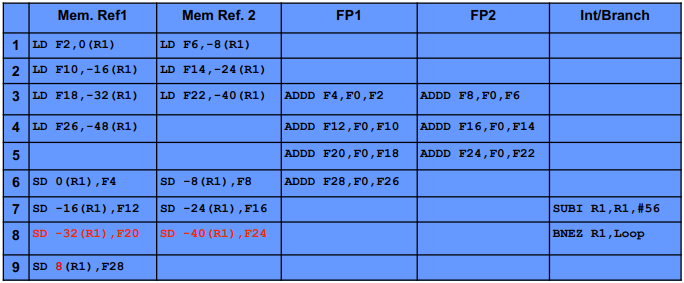 Mem. Ref1 Mem Ref. 2 FP1 FP2 Int/Branch
1 LD F2,0(R1) LD F6,-8(R1)
2 LD F10,-16(R1) LD F14,-24(R1)
3 LD F18,-32(R1) LD F22,-40(R1) ADDD F4,F0,F2 ADDD F8,F0,F6
4 LD F26,-48(R1) ADDD F12,F0,F10 ADDD F16,F0,F14
5 ADDD F20,F0,F18 ADDD F24,F0,F22
6 SD 0(R1),F4 SD -8(R1),F8 ADDD F28,F0,F26
7 SD -16(R1),F12 SD -24(R1),F16 SUBI R1,R1,#56
8 SD -32(R1),F20 SD -40(R1),F24 BNEZ R1,Loop
9 SD 8(R1),F28